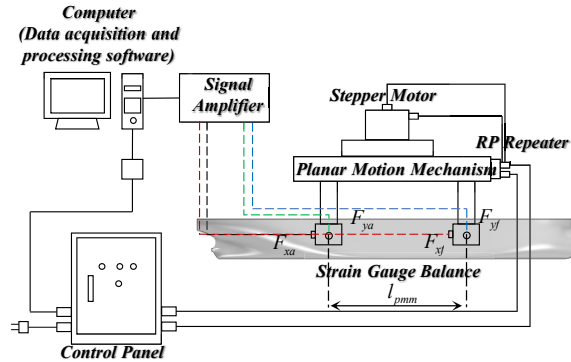 Computer
(Data acquisition and
processing software)
Signal
Amplifier
Stepper Motor
RP Repeater
Planar Motion Mechanism
F_ya
F_yf
F_xa
F_xf
Strain Gauge Balance
l_pmm
Control Panel